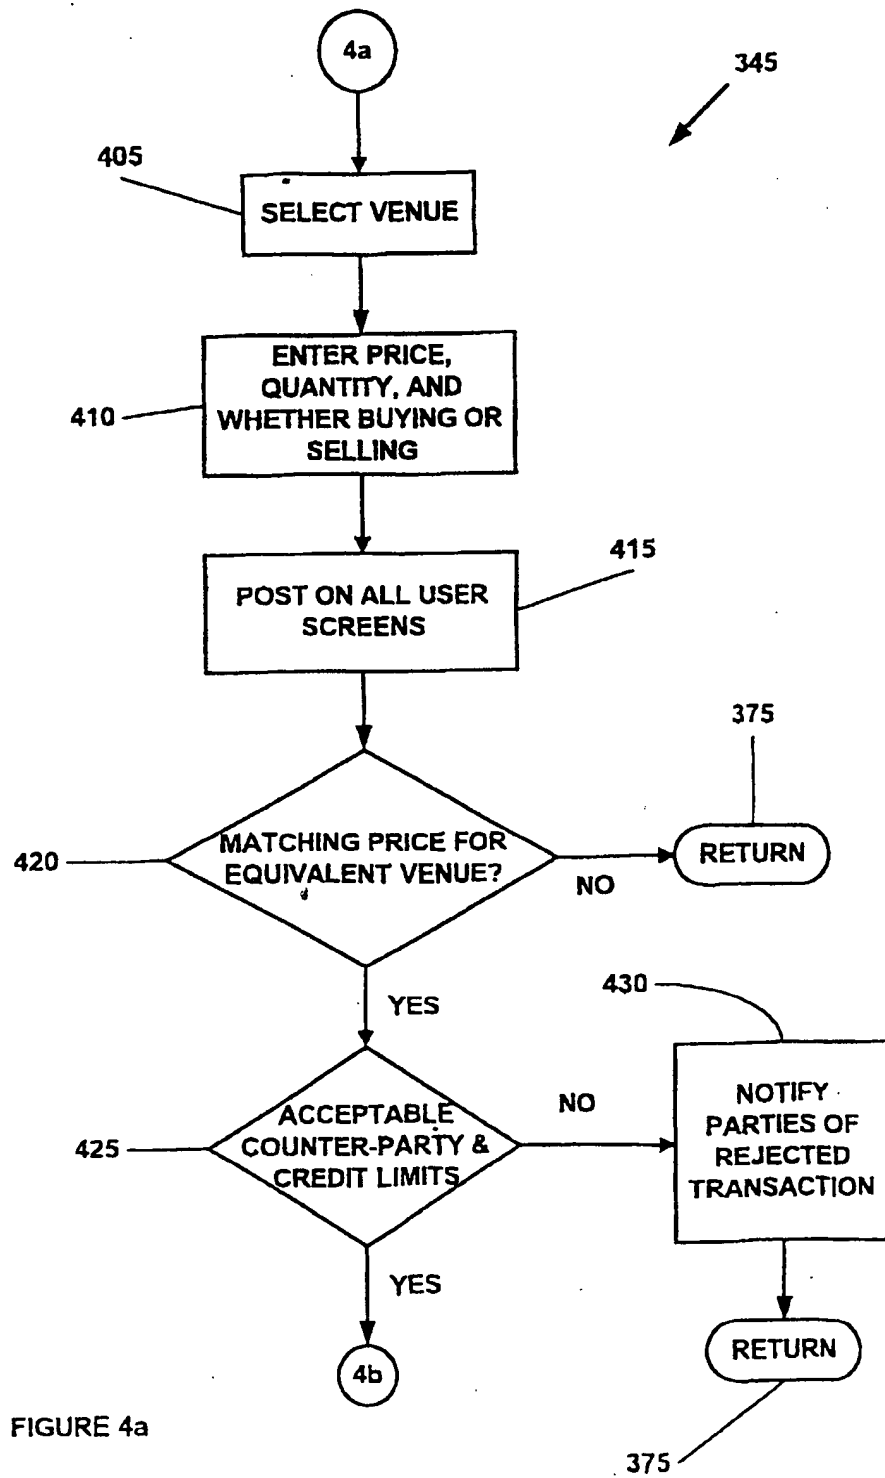 4a
345
405
SELECT VENUE
ENTER PRICE,
QUANTITY, AND
WHETHER BUYING OR
SELLING
410
415
POST ON ALL USER
SCREENS
375
420
MATCHING PRICE FOR
EQUIVALENT VENUE?
RETURN
NO
YES
430
425
ACCEPTABLE
COUNTER-PARTY &
CREDIT LIMITS
NO
NOTIFY
PARTIES OF
REJECTED
TRANSACTION
YES
4b
RETURN
FIGURE 4a
375